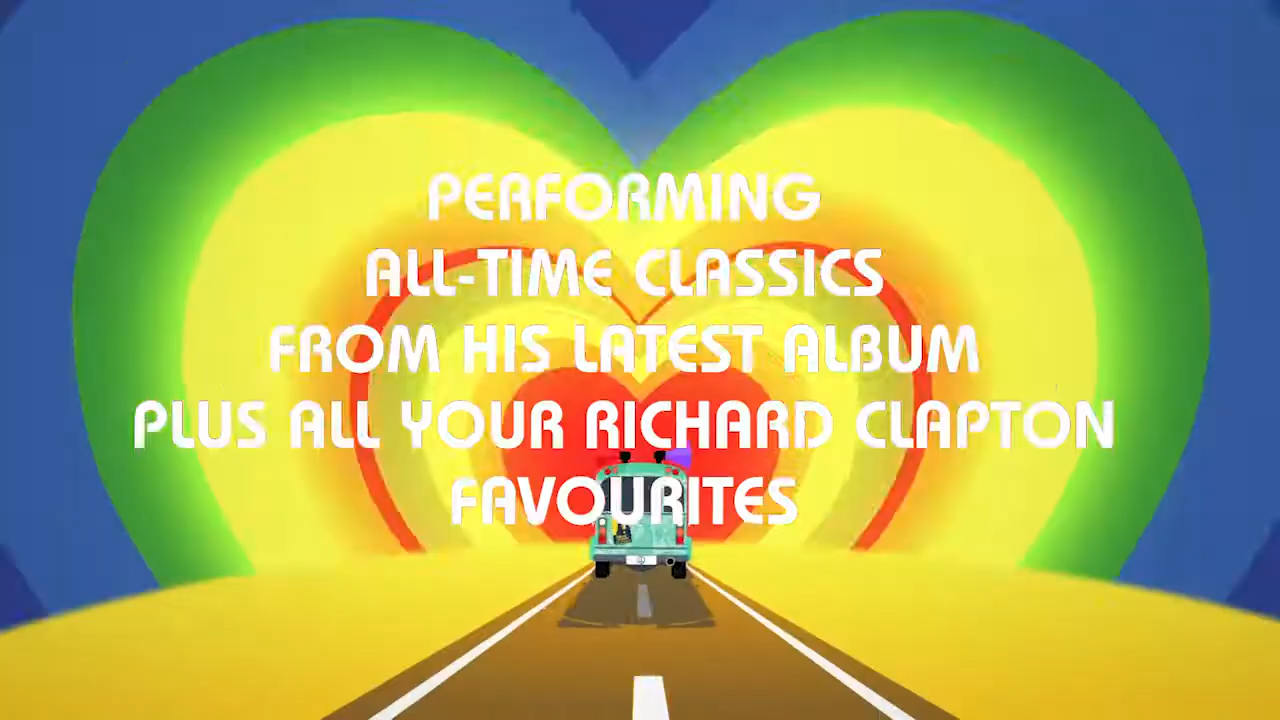 PERFORMING
ALL-TIME CLASSICS
FROM HIS LATEST ALBUM
PLUS ALL YOUR RICHARD CLAPTON
FAVOURITES